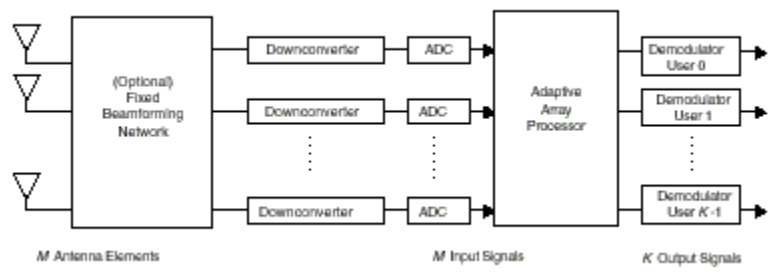 (Optional)
Fixed
Beamforming
Network
Downconverter
ADC
Downconverter
ADC
Downconverter
ADC
Adaptive
Array
Processor
Demodulator
User 0
Demodulator
User 1
Demodulator
User K-1
M Antenna Elements
M Input Signals
K Output Signals